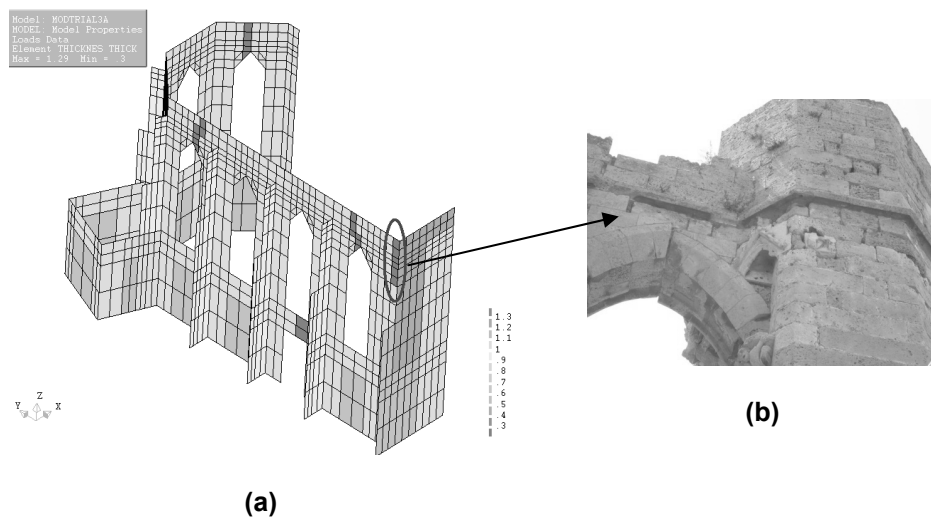 Model: MODTRIAL3A
MODEL: Model Properties
Loads Data
Element THICKNES THICK
Max = 1.29 Min = .3
1.3
1.2
1.1
1
.9
.8
.7
.6
.5
.4
.3
Z
Y X
(a)
(b)